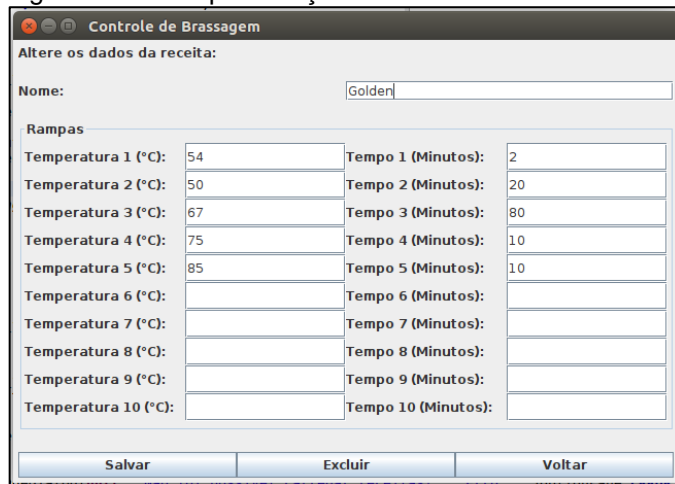 Controle de Brassagem
Altere os dados da receita:
Nome: Golden
Rampas
Temperatura 1 (°C): 54 Tempo 1 (Minutos): 2
Temperatura 2 (°C): 50 Tempo 2 (Minutos): 20
Temperatura 3 (°C): 67 Tempo 3 (Minutos): 80
Temperatura 4 (°C): 75 Tempo 4 (Minutos): 10
Temperatura 5 (°C): 85 Tempo 5 (Minutos): 10
Temperatura 6 (°C): Tempo 6 (Minutos):
Temperatura 7 (°C): Tempo 7 (Minutos):
Temperatura 8 (°C): Tempo 8 (Minutos):
Temperatura 9 (°C): Tempo 9 (Minutos):
Temperatura 10 (°C): Tempo 10 (Minutos):
Salvar Excluir Voltar